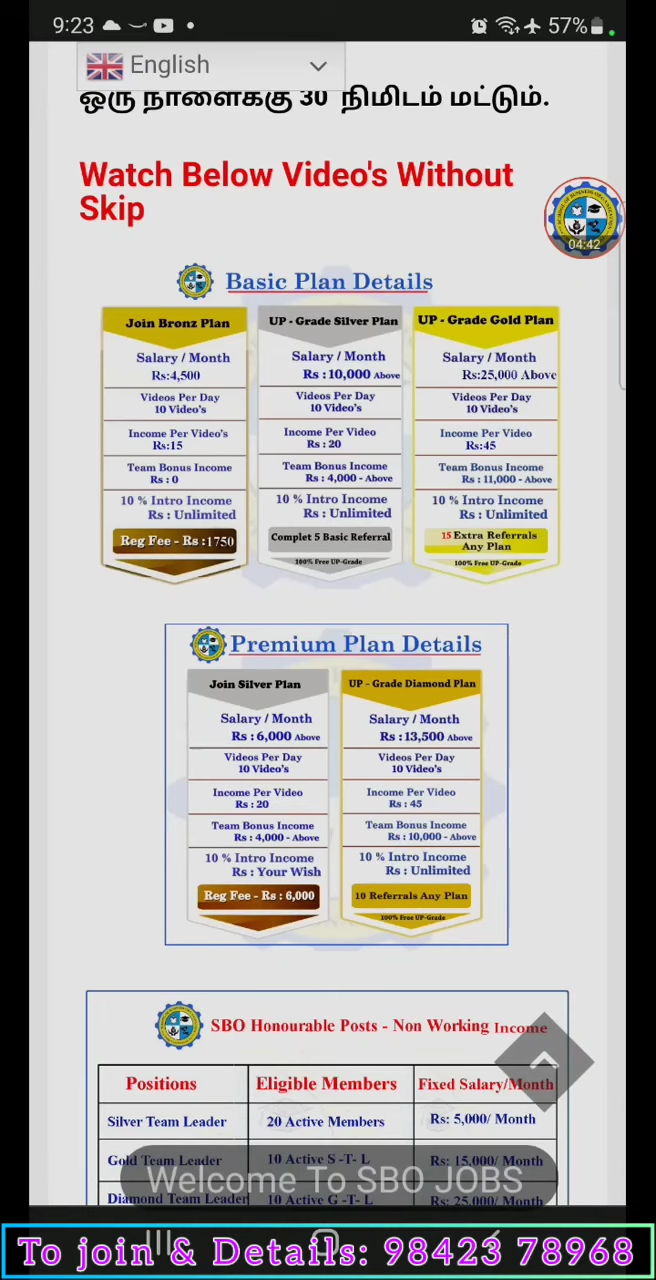 9:23
57%
English
ஒரு நாளைக்கு 30 நிமிடம் மட்டும்.
Watch Below Video's Without
Skip
04:42
Basic Plan Details
Join Bronz Plan
Salary / Month
Rs:4,500
Videos Per Day
10 Video's
Income Per Video's
Rs:15
Team Bonus Income
Rs : 0
10 % Intro Income
Rs : Unlimited
Reg Fee - Rs :1750
UP - Grade Silver Plan
Salary / Month
Rs : 10,000 Above
Videos Per Day
10 Video's
Income Per Video
Rs : 20
Team Bonus Income
Rs : 4,000 - Above
10 % Intro Income
Rs : Unlimited
Complet 5 Basic Referral
100% Free UP-Grade
UP - Grade Gold Plan
Salary / Month
Rs:25,000 Above
Videos Per Day
10 Video's
Income Per Video
Rs:45
Team Bonus Income
Rs : 11,000 - Above
10 % Intro Income
Rs : Unlimited
15 Extra Referrals
Any Plan
100% Free UP-Grade
Premium Plan Details
Join Silver Plan
Salary / Month
Rs : 6,000 Above
Videos Per Day
10 Video's
Income Per Video
Rs : 20
Team Bonus Income
Rs : 4,000 - Above
10 % Intro Income
Rs : Your Wish
Reg Fee - Rs : 6,000
UP - Grade Diamond Plan
Salary / Month
Rs : 13,500 Above
Videos Per Day
10 Video's
Income Per Video
Rs : 45
Team Bonus Income
Rs : 10,000 - Above
10 % Intro Income
Rs : Unlimited
10 Referrals Any Plan
100% Free UP-Grade
SBO Honourable Posts - Non Working Income
Positions Eligible Members Fixed Salary/Month
Silver Team Leader 20 Active Members Rs: 5,000/ Month
Gold Team Leader 10 Active S -T- L Rs: 15,000/ Month
Welcome To SBO JOBS
Diamond Team Leader 10 Active G -T- L Rs: 25,000/ Month
To join & Details: 98423 78968